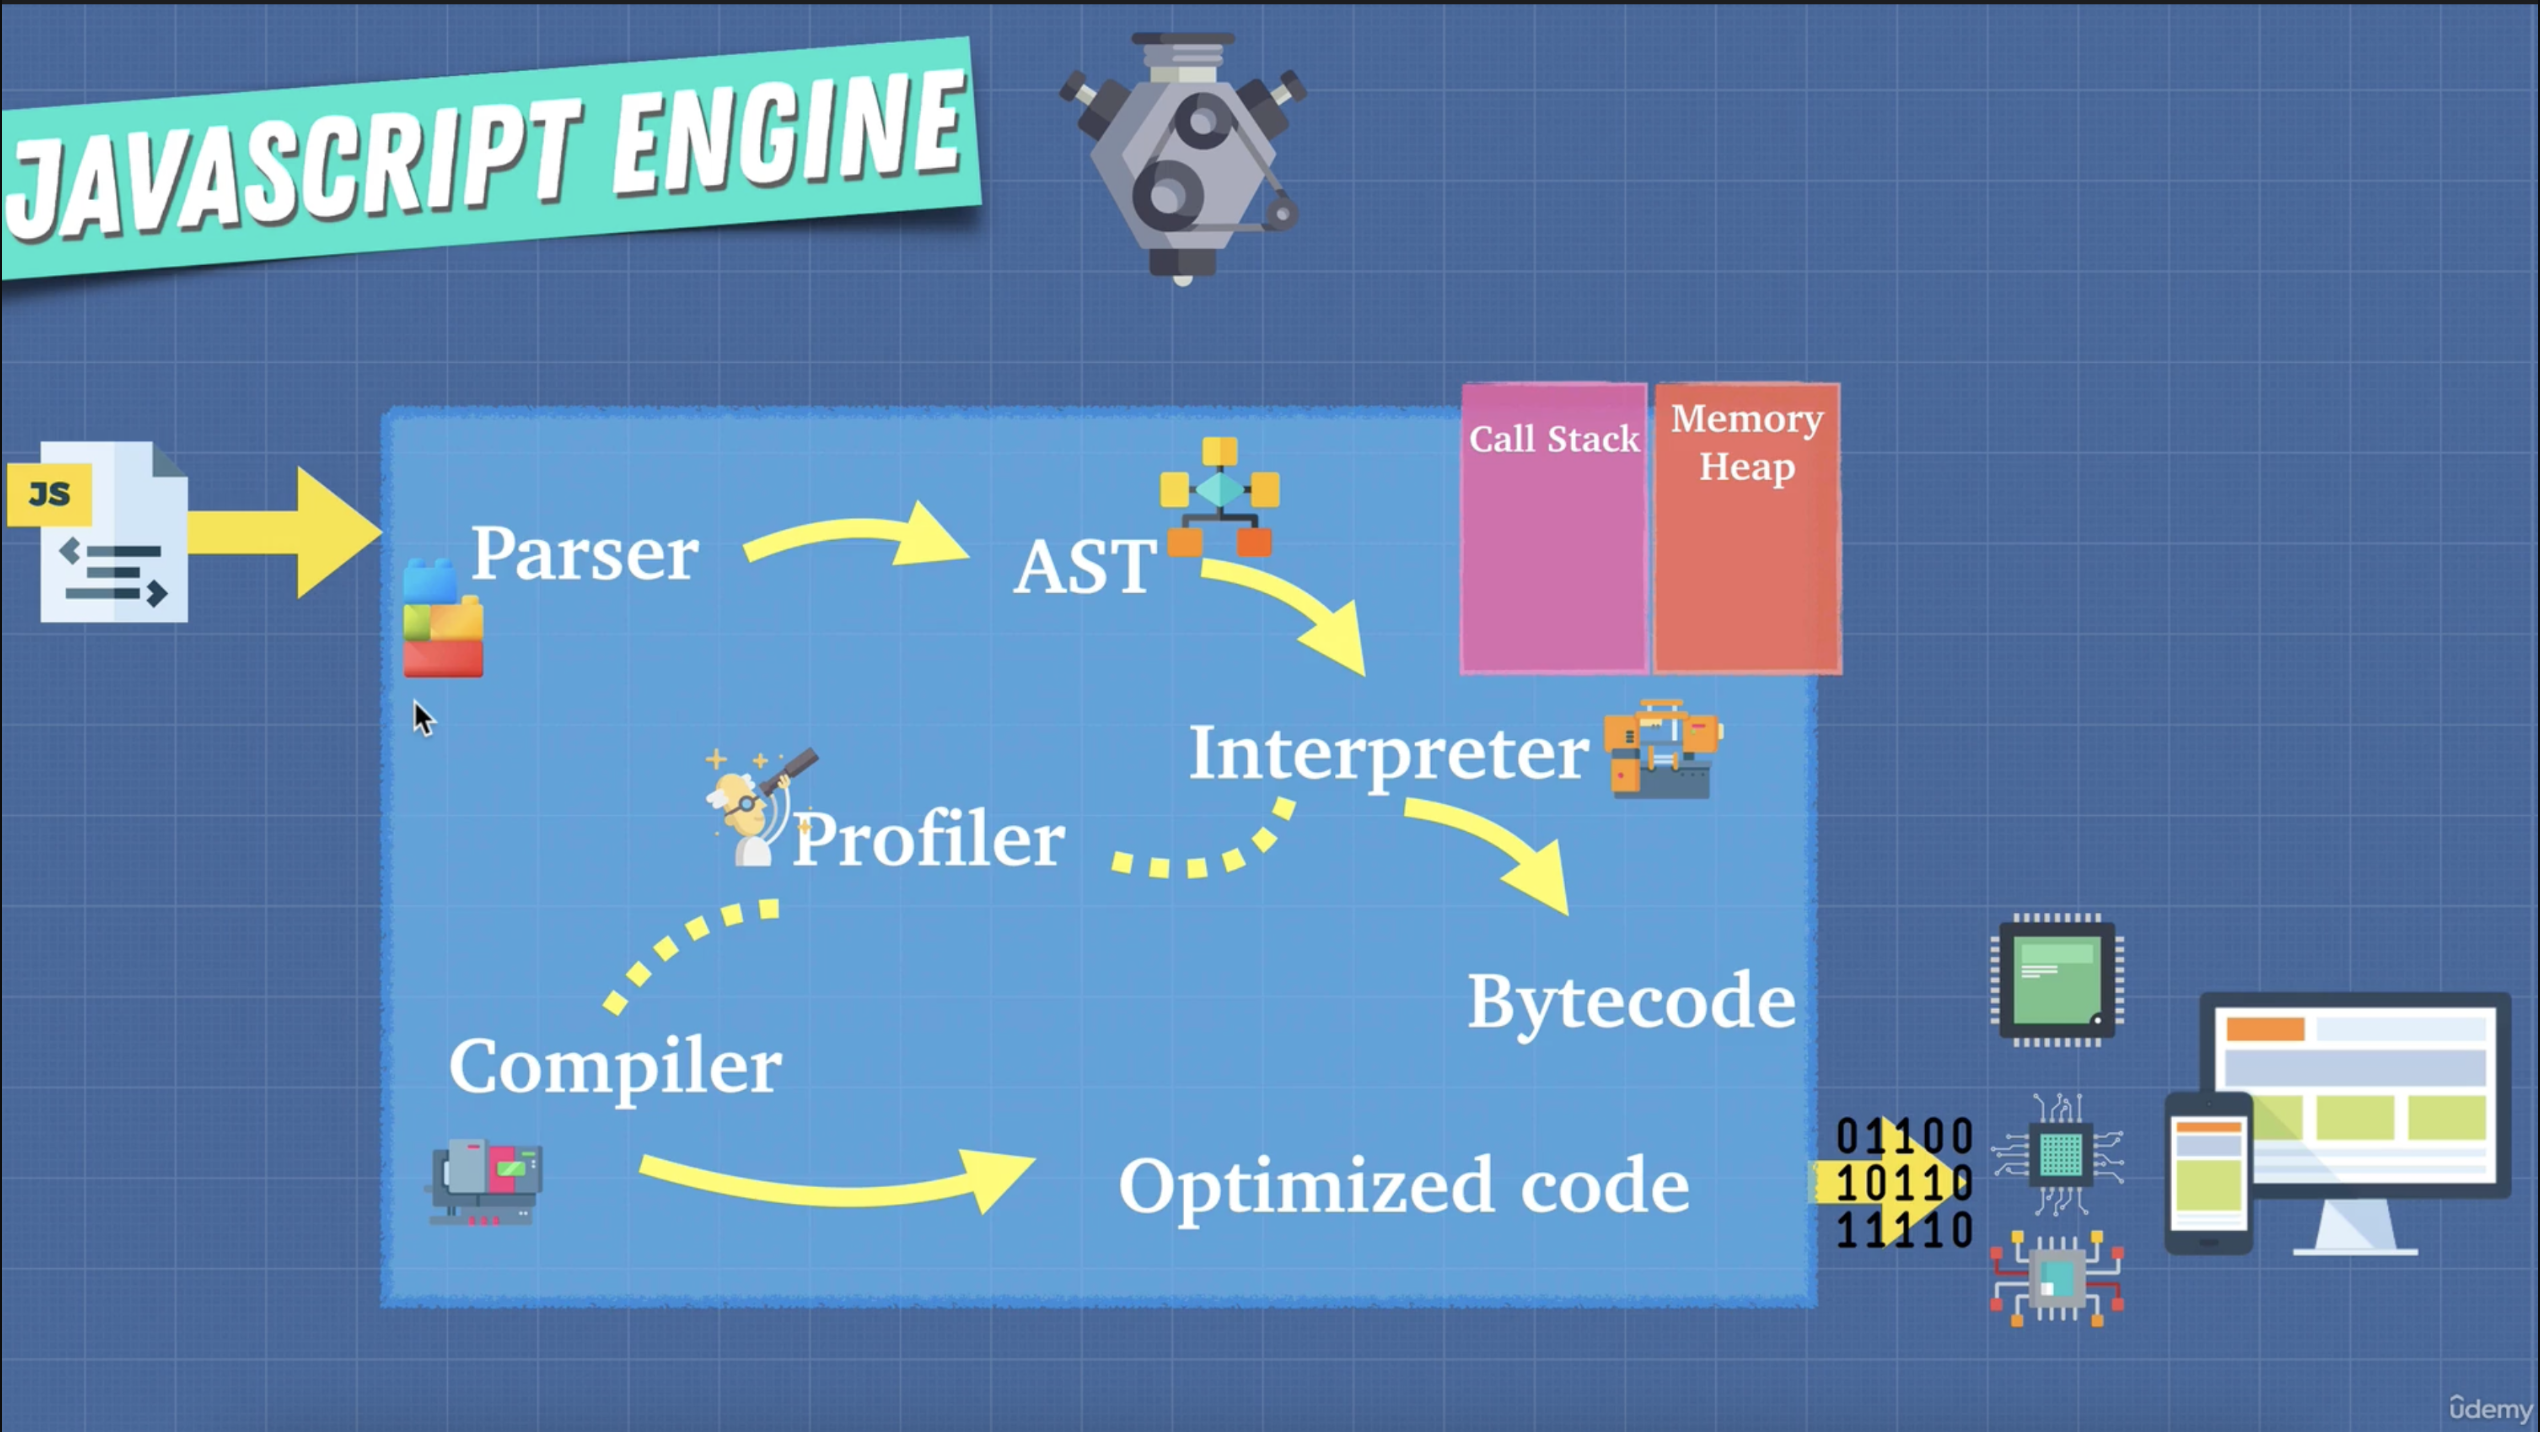 JAVASCRIPT ENGINE
JS
Call Stack
Memory
Heap
Parser
AST
Interpreter
Profiler
Bytecode
Compiler
Optimized code
01100
10110
11110
ûdemy